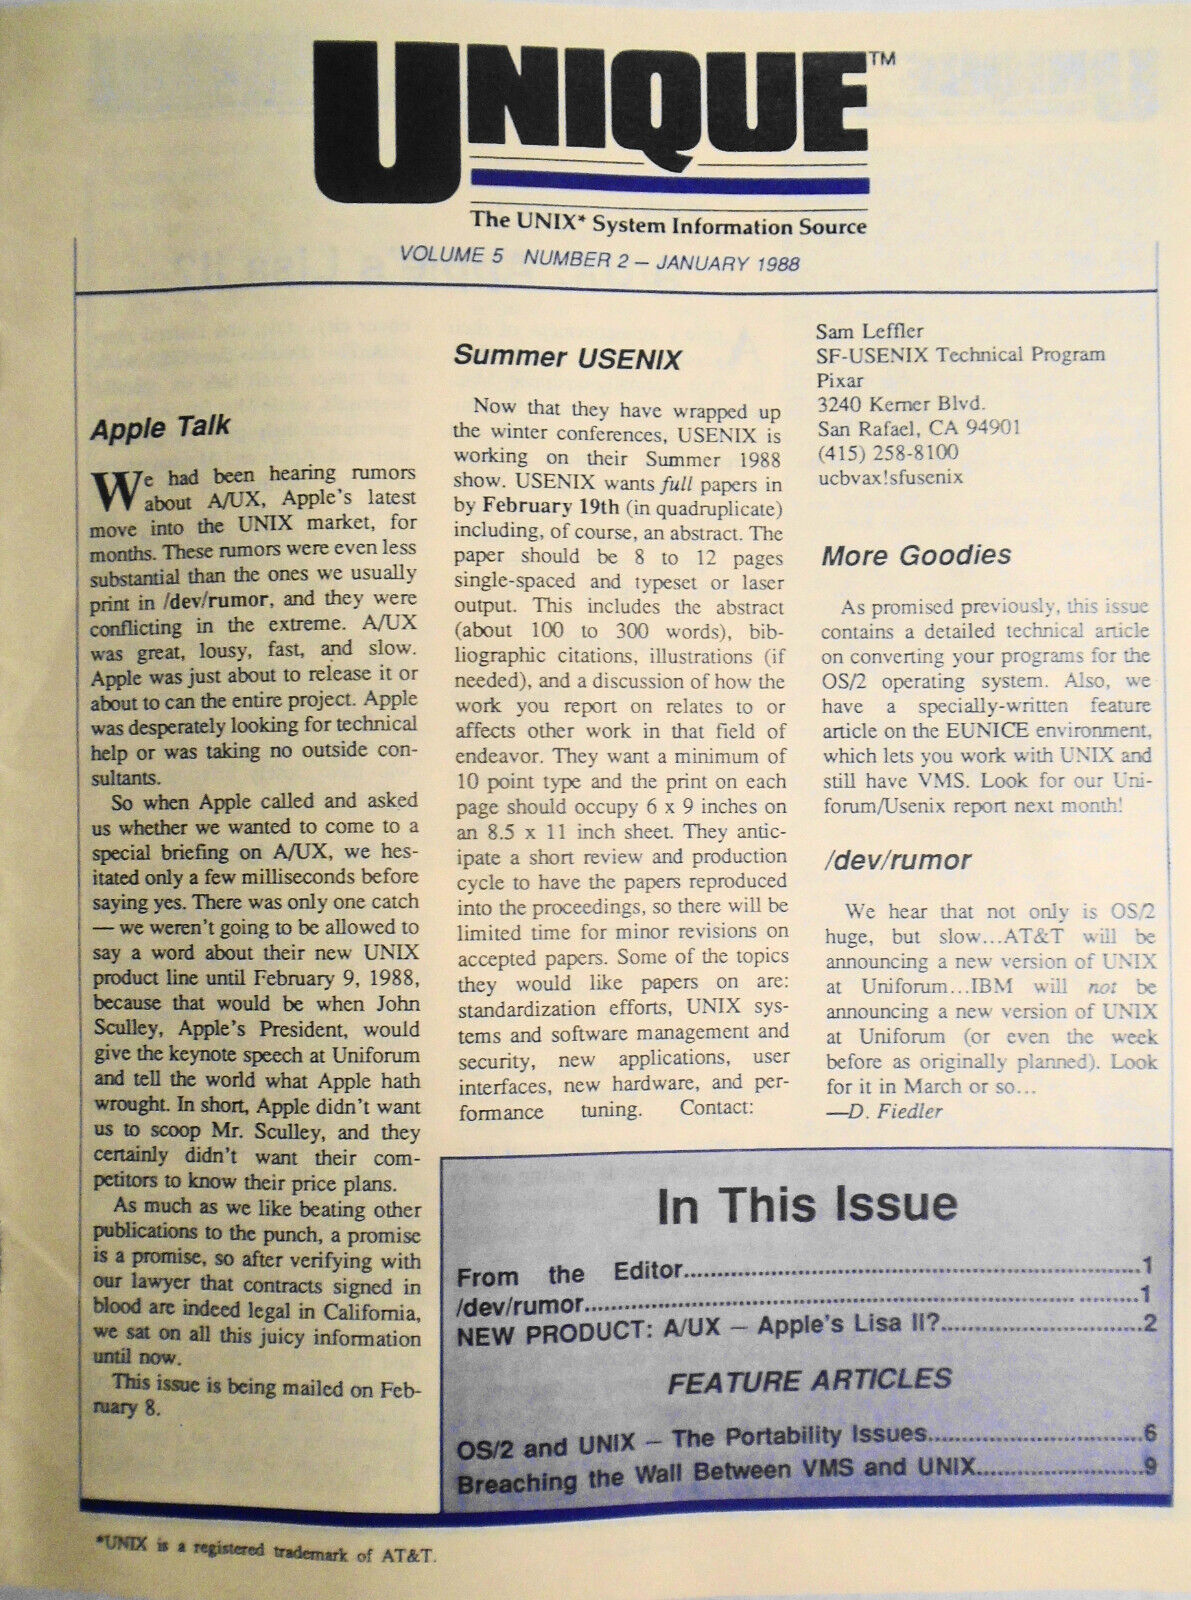 UNIQUE™
The UNIX* System Information Source
VOLUME 5 NUMBER 2 – JANUARY 1988
Apple Talk
We had been hearing rumors
about A/UX, Apple's latest
move into the UNIX market, for
months. These rumors were even less
substantial than the ones we usually
print in /dev/rumor, and they were
conflicting in the extreme. A/UX
was great, lousy, fast, and slow.
Apple was just about to release it or
about to can the entire project. Apple
was desperately looking for technical
help or was taking no outside con-
sultants.
So when Apple called and asked
us whether we wanted to come to a
special briefing on A/UX, we hes-
itated only a few milliseconds before
saying yes. There was only one catch
— we weren't going to be allowed to
say a word about their new UNIX
product line until February 9, 1988,
because that would be when John
Sculley, Apple's President, would
give the keynote speech at Uniforum
and tell the world what Apple hath
wrought. In short, Apple didn't want
us to scoop Mr. Sculley, and they
certainly didn't want their com-
petitors to know their price plans.
As much as we like beating other
publications to the punch, a promise
is a promise, so after verifying with
our lawyer that contracts signed in
blood are indeed legal in California,
we sat on all this juicy information
until now.
This issue is being mailed on Feb-
ruary 8.
Summer USENIX
Now that they have wrapped up
the winter conferences, USENIX is
working on their Summer 1988
show. USENIX wants full papers in
by February 19th (in quadruplicate)
including, of course, an abstract. The
paper should be 8 to 12 pages
single-spaced and typeset or laser
output. This includes the abstract
(about 100 to 300 words), bib-
liographic citations, illustrations (if
needed), and a discussion of how the
work you report on relates to or
affects other work in that field of
endeavor. They want a minimum of
10 point type and the print on each
page should occupy 6 x 9 inches on
an 8.5 x 11 inch sheet. They antic-
ipate a short review and production
cycle to have the papers reproduced
into the proceedings, so there will be
limited time for minor revisions on
accepted papers. Some of the topics
they would like papers on are:
standardization efforts, UNIX sys-
tems and software management and
security, new applications, user
interfaces, new hardware, and per-
formance tuning. Contact:
Sam Leffler
SF-USENIX Technical Program
Pixar
3240 Kerner Blvd.
San Rafael, CA 94901
(415) 258-8100
ucbvax!sfusenix
More Goodies
As promised previously, this issue
contains a detailed technical article
on converting your programs for the
OS/2 operating system. Also, we
have a specially-written feature
article on the EUNICE environment,
which lets you work with UNIX and
still have VMS. Look for our Uni-
forum/Usenix report next month!
/dev/rumor
We hear that not only is OS/2
huge, but slow...AT&T will be
announcing a new version of UNIX
at Uniforum...IBM will not be
announcing a new version of UNIX
at Uniforum (or even the week
before as originally planned). Look
for it in March or so...
—D. Fiedler
In This Issue
From the Editor...1
/dev/rumor...1
NEW PRODUCT: A/UX – Apple's Lisa II?...2
FEATURE ARTICLES
OS/2 and UNIX – The Portability Issues...6
Breaching the Wall Between VMS and UNIX...9
*UNIX is a registered trademark of AT&T.